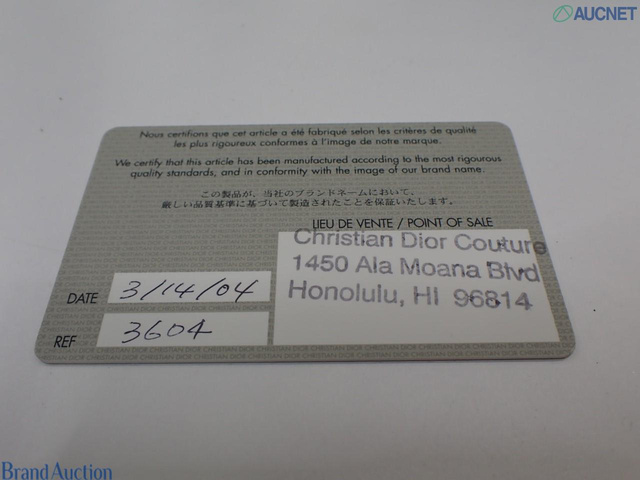 AUCNET
Nous certifions que cet article a été fabriqué selon les critères de qualité
les plus rigoureux conformes à l'image de notre marque.
We certify that this article has been manufactured according to the most rigourous
quality standards, and in conformity with the image of our brand name.
この製品が、当社のブランドネームにおいて、
厳しい品質基準に基づいて製造されたことを保証いたします。
LIEU DE VENTE / POINT OF SALE
Christian Dior Couture
1450 Ala Moana Blvd
Honolulu, HI 96814
DATE 3/14/04
REF 3604
Brand Auction